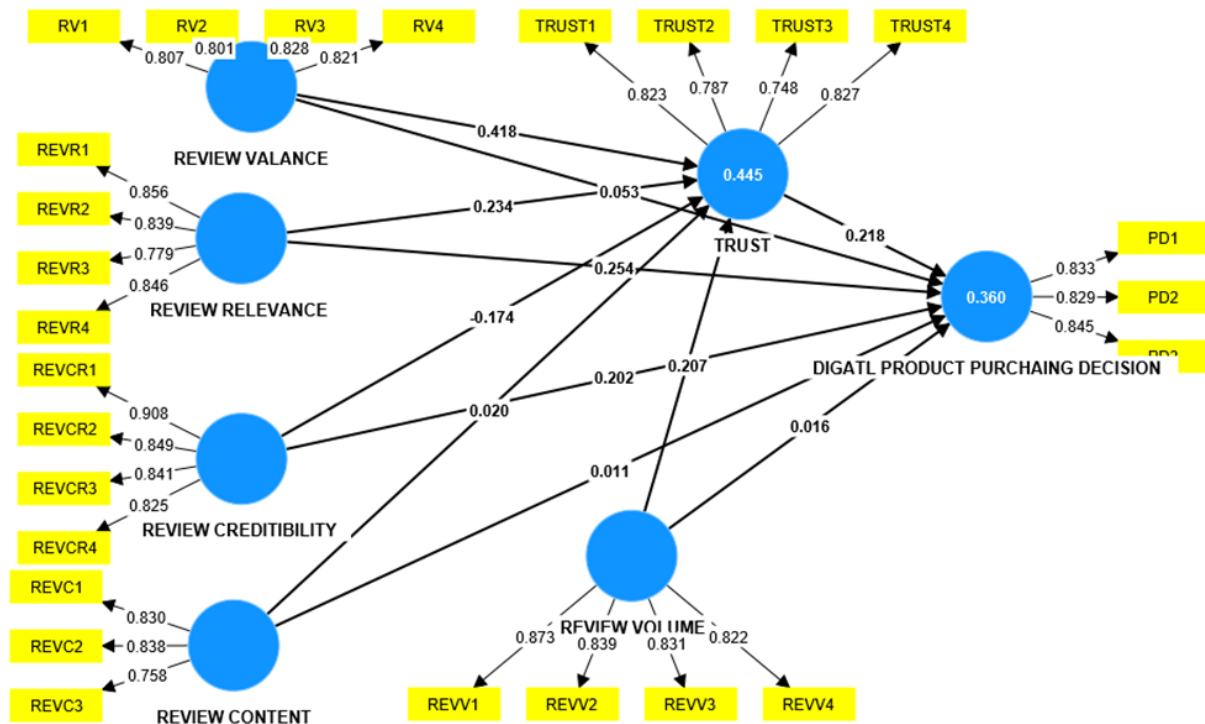 RV1 RV2 RV3 RV4
0.807 0.801 0.828 0.821
REVIEW VALANCE
TRUST1 TRUST2 TRUST3 TRUST4
0.823 0.787 0.748 0.827
0.445
TRUST
REVR1
REVR2
REVR3
REVR4
0.856
0.839
0.779
0.846
REVIEW RELEVANCE
0.418
0.053
0.234
0.254
0.218
-0.174
0.202
0.207
0.020
0.011
0.016
PD1
PD2
0.833
0.829
0.845
0.360
DIGATL PRODUCT PURCHAING DECISION
REVCR1
REVCR2
REVCR3
REVCR4
0.908
0.849
0.841
0.825
REVIEW CREDITIBILITY
REVC1
REVC2
REVC3
0.830
0.838
0.758
REVIEW CONTENT
REVIEW VOLUME
0.873 0.839 0.831 0.822
REVV1 REVV2 REVV3 REVV4